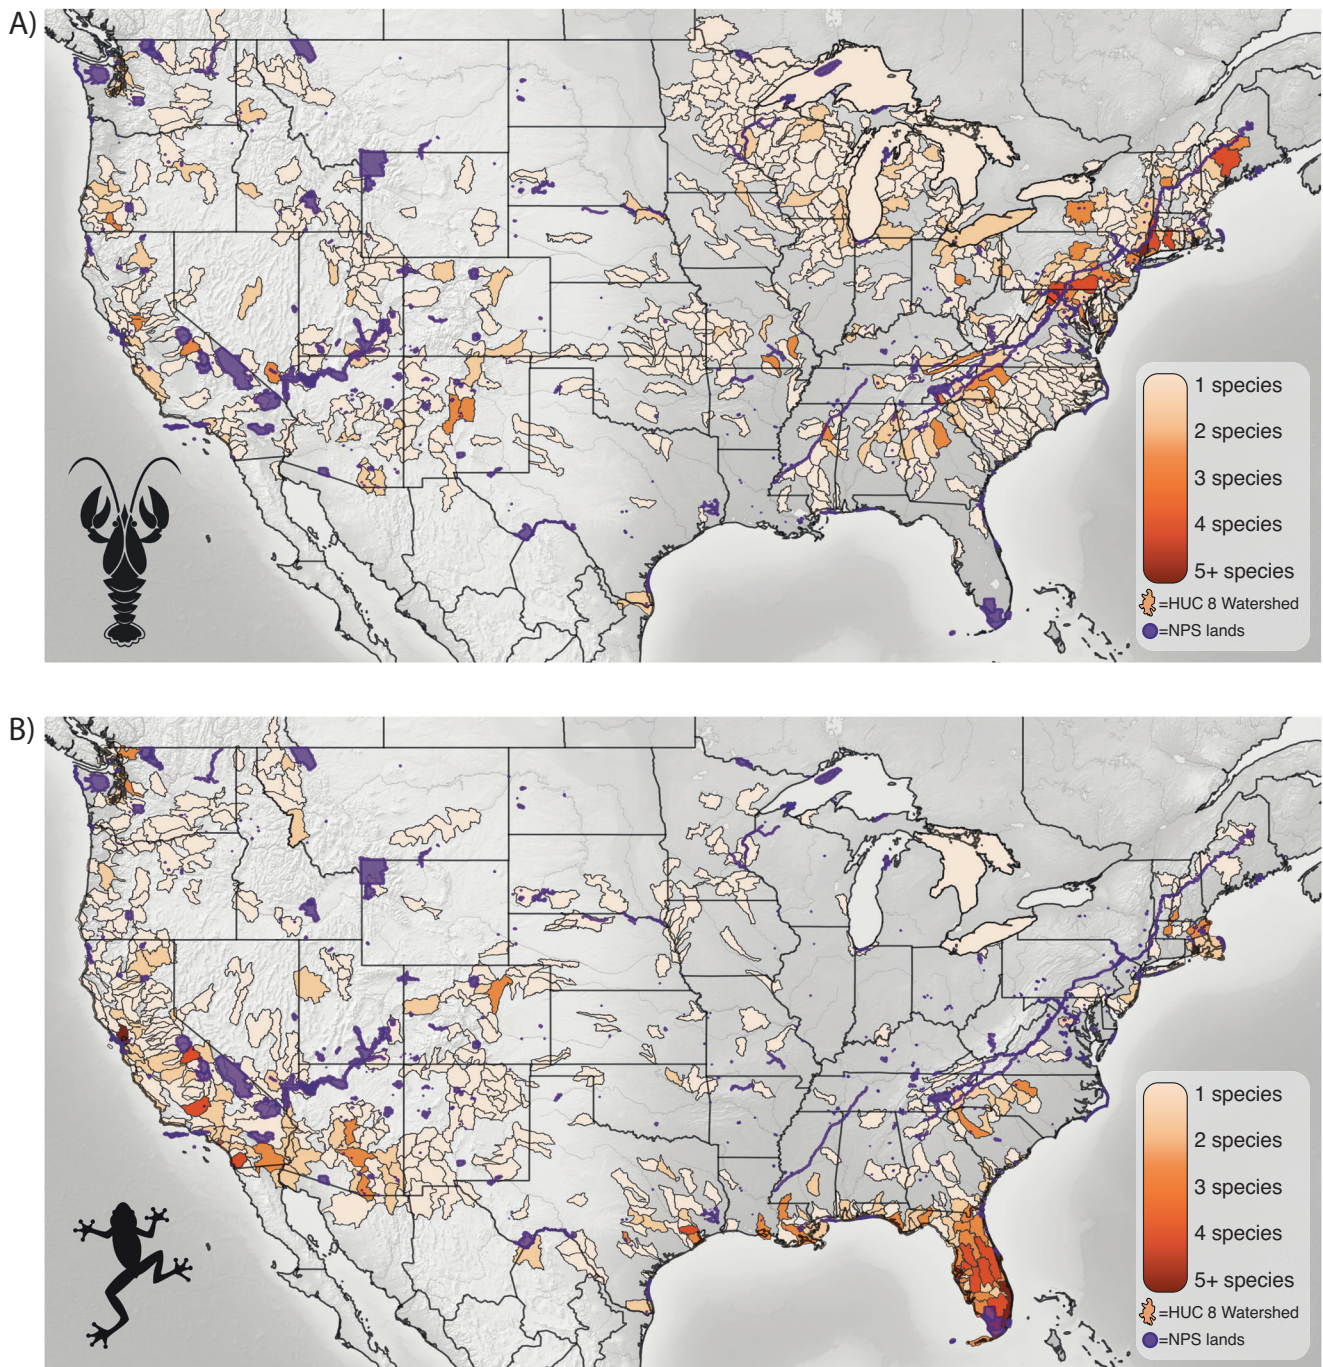 A)
1 species
2 species
3 species
4 species
5+ species
=HUC 8 Watershed
=NPS lands
B)
1 species
2 species
3 species
4 species
5+ species
=HUC 8 Watershed
=NPS lands